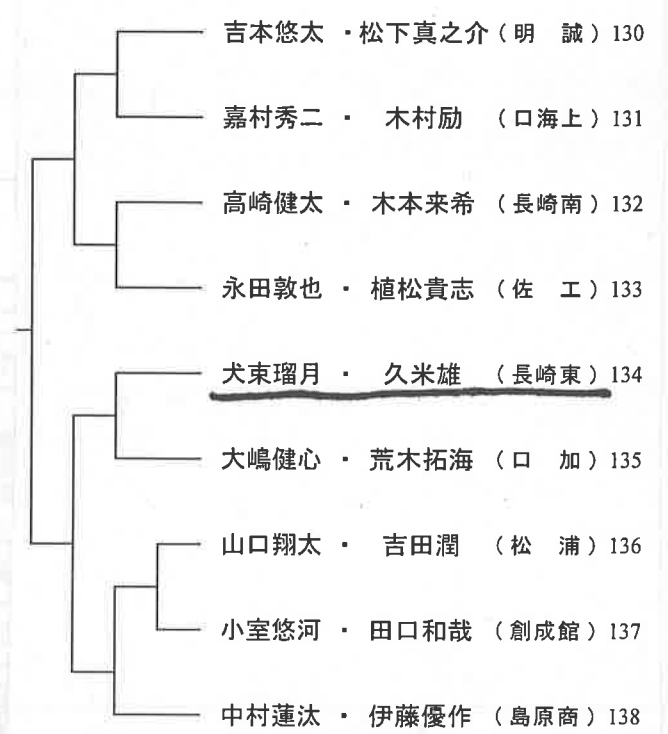 吉本悠太 ・松下真之介(明 誠)130
嘉村秀二 ・ 木村励 (口海上)131
高崎健太 ・ 木本来希 (長崎南)132
永田敦也 ・ 植松貴志 (佐 工)133
犬束瑠月 ・ 久米雄 (長崎東)134
大嶋健心 ・ 荒木拓海 (口 加)135
山口翔太 ・ 吉田潤 (松 浦)136
小室悠河 ・ 田口和哉 (創成館)137
中村蓮汰 ・ 伊藤優作 (島原商)138